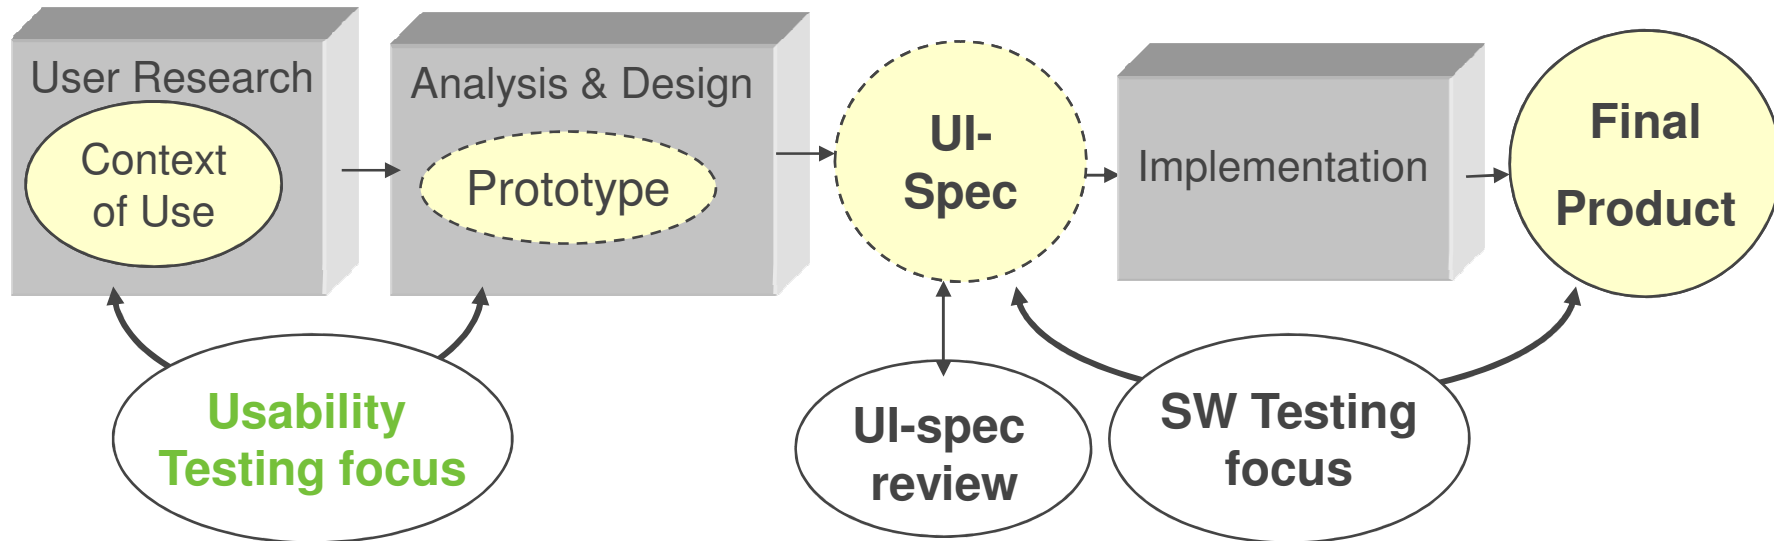 User Research
Context
of Use
Analysis & Design
Prototype
UI-
Spec
Implementation
Final
Product
Usability
Testing focus
UI-spec
review
SW Testing
focus